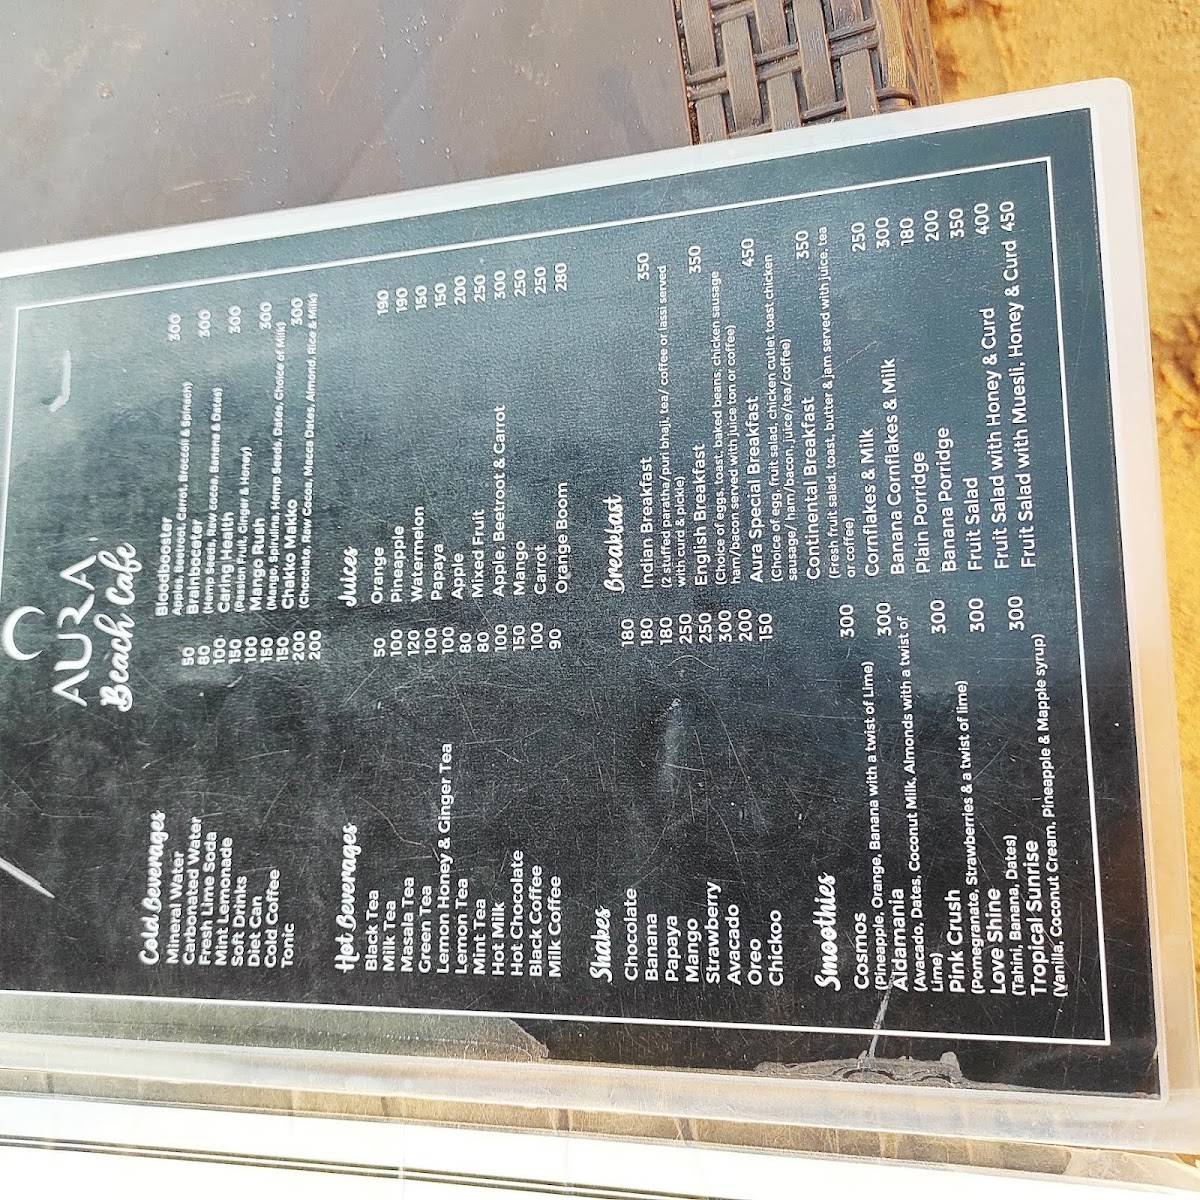 AURA
Beach Cafe
Cold Beverages
Mineral Water 50
Carbonated Water 80
Fresh Lime Soda 100
Mint Lemonade 150
Soft Drinks 100
Diet Can 150
Cold Coffee 150
Tonic 200
200
Hot Beverages
Black Tea 50
Milk Tea 100
Masala Tea 120
Green Tea 100
Lemon Honey & Ginger Tea 100
Lemon Tea 80
Mint Tea 80
Hot Milk 100
Hot Chocolate 150
Black Coffee 100
Milk Coffee 90
Shakes
Chocolate 180
Banana 180
Papaya 180
Mango 250
Strawberry 250
Avacado 300
Oreo 200
Chickoo 150
Smoothies
Cosmos 300
(Pineapple, Orange, Banana with a twist of Lime)
Aldamania 300
(Avacado, Dates, Coconut Milk, Almonds with a twist of
Lime)
Pink Crush 300
(Pomegranate, Strawberries & a twist of lime)
Love Shine 300
(Tahini, Banana, Dates)
Tropical Sunrise 300
(Vanilla, Coconut Cream, Pineapple & Mapple syrup)
Bloodbooster 300
Apples, Beetroot, Carrot, Broccoli & Spinach)
Brainbooster 300
(Hemp Seeds, Raw cocoa, Banana & Dates)
Caring Health 300
(Passion Fruit, Ginger & Honey)
Mango Rush 300
(Mango, Spirulina, Hemp Seeds, Dates, Choice of Milk)
Chakko Makko 300
(Chocolate, Raw Cocoa, Macca Dates, Almond, Rice & Milk)
Juices
Orange 190
Pineapple 190
Watermelon 150
Papaya 150
Apple 200
Mixed Fruit 250
Apple, Beetroot & Carrot 300
Mango 250
Carrot 250
Orange Boom 280
Breakfast
Indian Breakfast 350
(2 stuffed paratha/puri bhaji, tea/ coffee or lassi served
with curd & pickle)
English Breakfast 350
(Choice of eggs, toast, baked beans, chicken sausage
ham/bacon served with juice ton or coffee)
Aura Special Breakfast 450
(Choice of egg, fruit salad, chicken cutlet toast chicken
sausage/ ham/bacon, juice/tea/coffee)
Continental Breakfast 350
(Fresh fruit salad, toast, butter & jam served with juice, tea
or coffee)
Cornflakes & Milk 250
Banana Cornflakes & Milk 300
Plain Porridge 180
Banana Porridge 200
Fruit Salad 350
Fruit Salad with Honey & Curd 400
Fruit Salad with Muesli, Honey & Curd 450